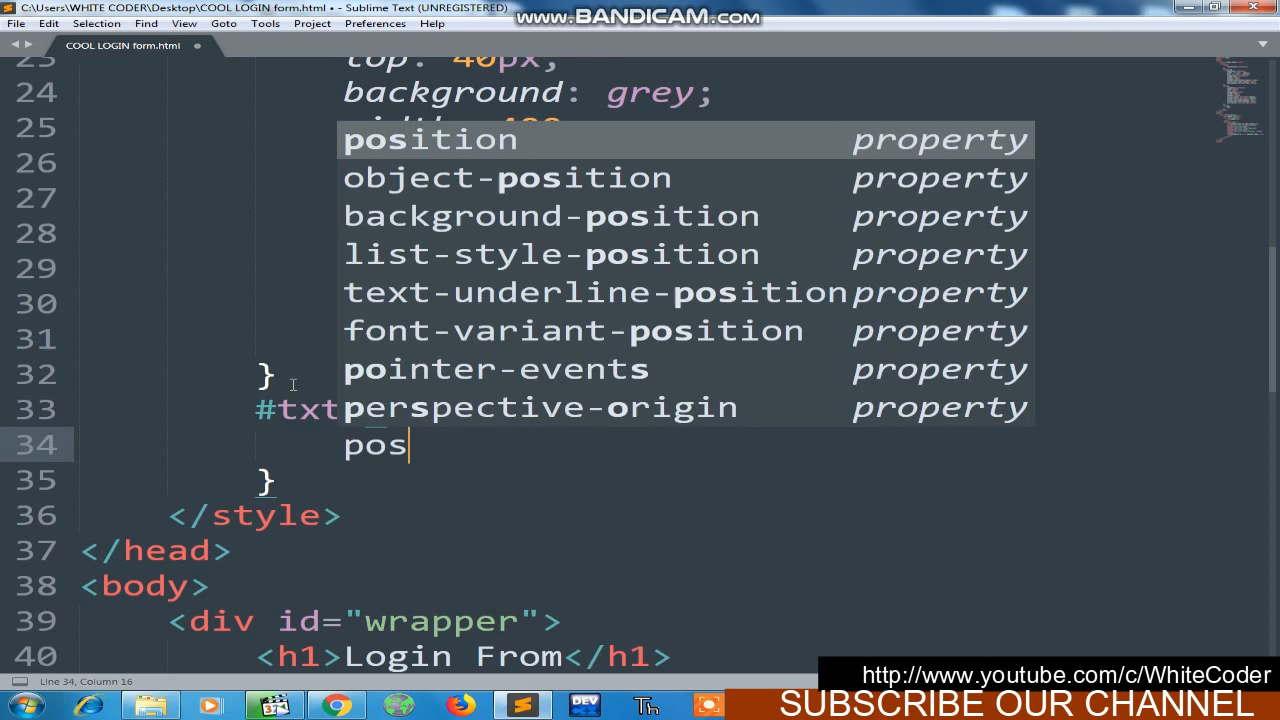 C:\Users\WHITE CODER\Desktop\COOL LOGIN form.html • - Sublime Text (UNREGISTERED)
www.BANDICAM.com
File Edit Selection Find View Goto Tools Project Preferences Help
COOL LOGIN form.html
23 top: 40px;
24 background: grey;
25
position property
26
object-position property
27
background-position property
28
list-style-position property
29
text-underline-position property
30
font-variant-position property
31
pointer-events property
32 }
perspective-origin property
33 #txt
34 pos
35 }
36 </style>
37 </head>
38 <body>
39 <div id="wrapper">
40 <h1>Login From</h1>
Line 34, Column 16
http://www.youtube.com/c/WhiteCoder
SUBSCRIBE OUR CHANNEL
DEV
C++
Th